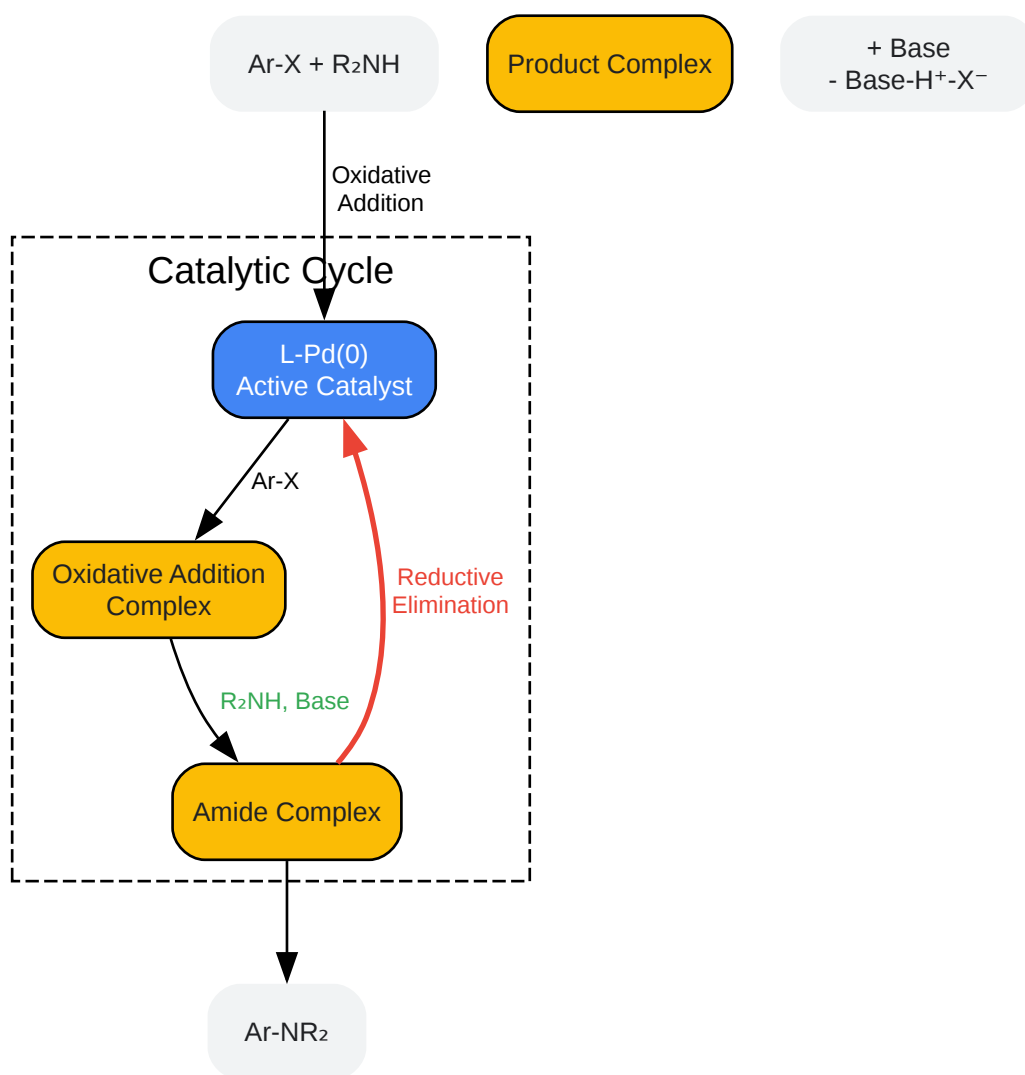 Ar-X + R₂NH
Product Complex
+ Base
- Base-H⁺-X⁻
Oxidative
Addition
Catalytic Cycle
L-Pd(0)
Active Catalyst
Ar-X
Oxidative Addition
Complex
Reductive
Elimination
R₂NH, Base
Amide Complex
Ar-NR₂